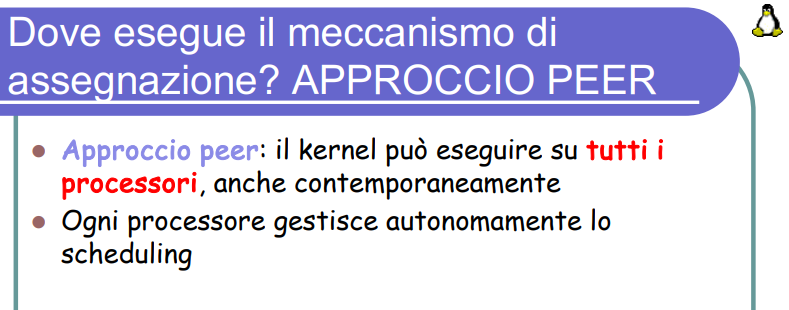 Dove esegue il meccanismo di
assegnazione? APPROCCIO PEER
Approccio peer: il kernel può eseguire su tutti i
processori, anche contemporaneamente
Ogni processore gestisce autonomamente lo
scheduling